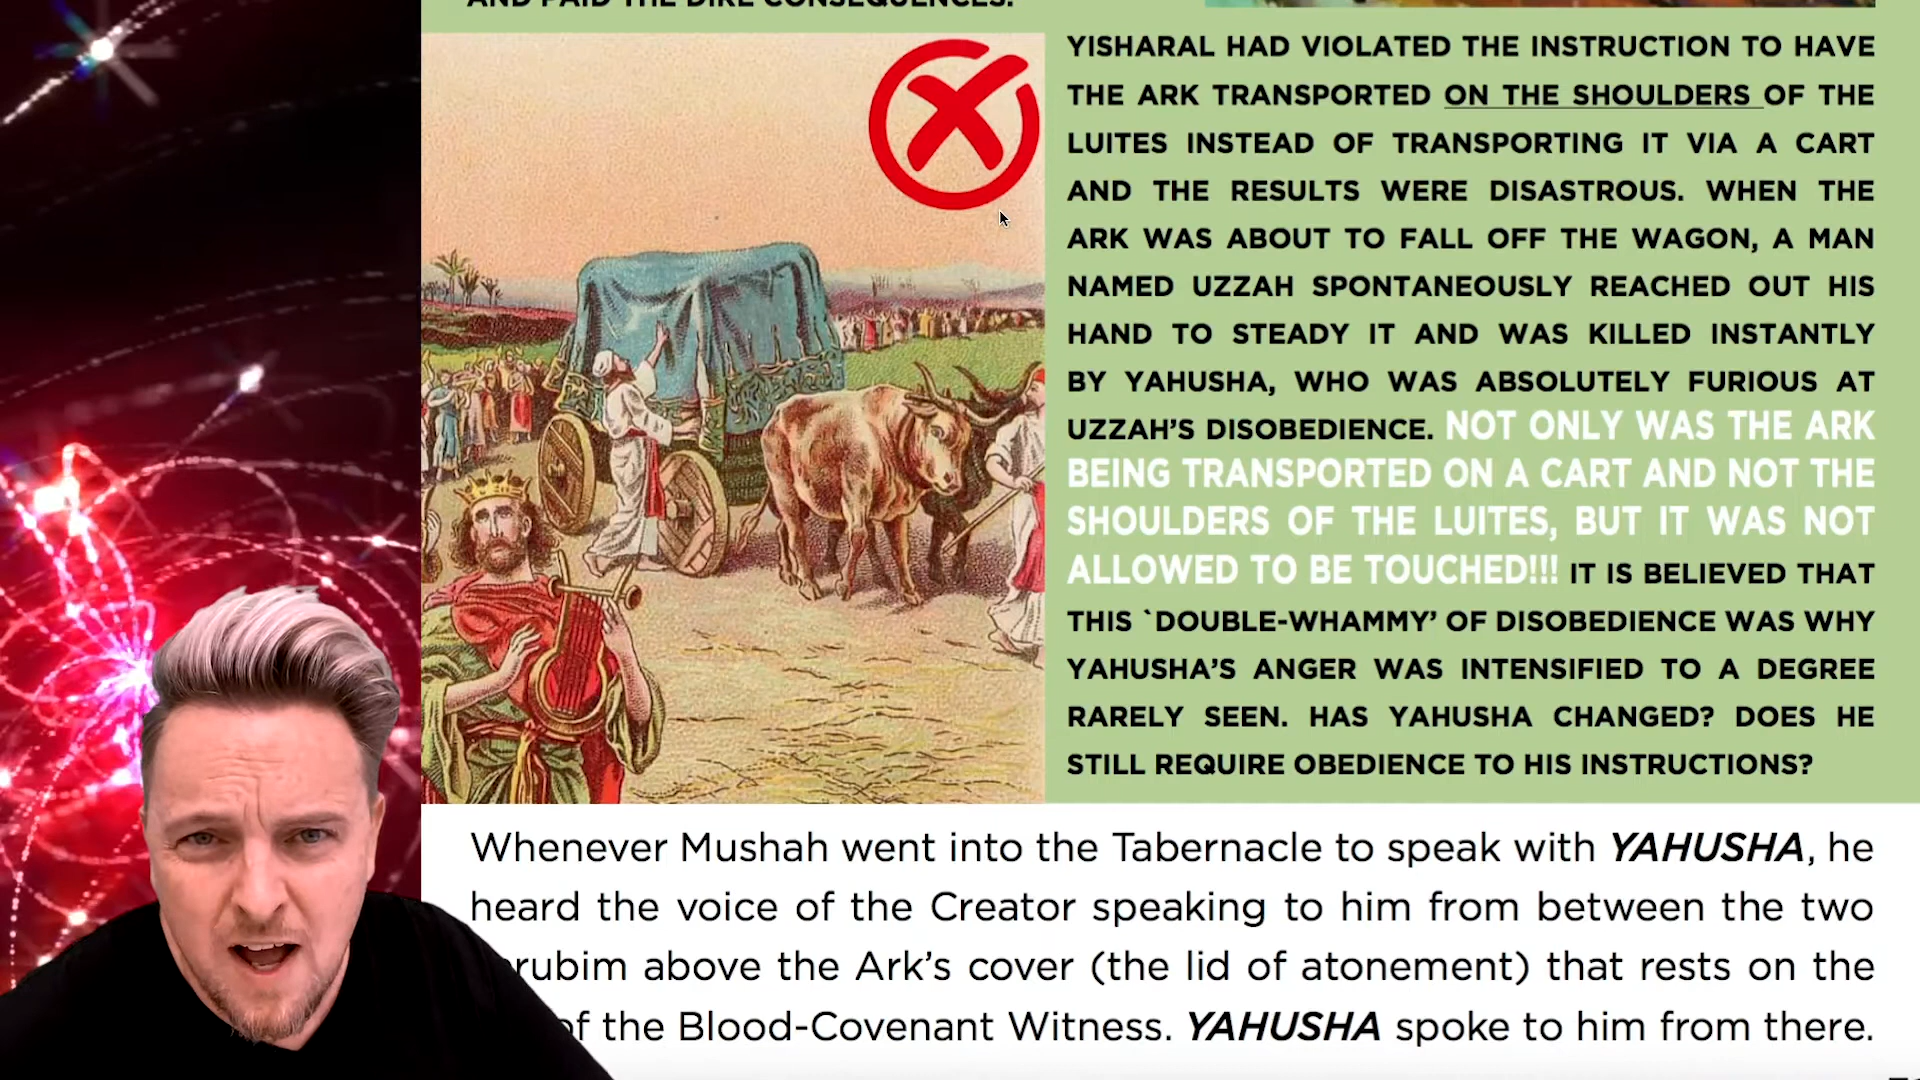 AND PAID THE DIRE CONSEQUENCES.
YISHARAL HAD VIOLATED THE INSTRUCTION TO HAVE
THE ARK TRANSPORTED ON THE SHOULDERS OF THE
LUITES INSTEAD OF TRANSPORTING IT VIA A CART
AND THE RESULTS WERE DISASTROUS. WHEN THE
ARK WAS ABOUT TO FALL OFF THE WAGON, A MAN
NAMED UZZAH SPONTANEOUSLY REACHED OUT HIS
HAND TO STEADY IT AND WAS KILLED INSTANTLY
BY YAHUSHA, WHO WAS ABSOLUTELY FURIOUS AT
UZZAH'S DISOBEDIENCE. NOT ONLY WAS THE ARK
BEING TRANSPORTED ON A CART AND NOT THE
SHOULDERS OF THE LUITES, BUT IT WAS NOT
ALLOWED TO BE TOUCHED!!! IT IS BELIEVED THAT
THIS `DOUBLE-WHAMMY' OF DISOBEDIENCE WAS WHY
YAHUSHA'S ANGER WAS INTENSIFIED TO A DEGREE
RARELY SEEN. HAS YAHUSHA CHANGED? DOES HE
STILL REQUIRE OBEDIENCE TO HIS INSTRUCTIONS?
Whenever Mushah went into the Tabernacle to speak with YAHUSHA, he
heard the voice of the Creator speaking to him from between the two
rubim above the Ark's cover (the lid of atonement) that rests on the
of the Blood-Covenant Witness. YAHUSHA spoke to him from there.